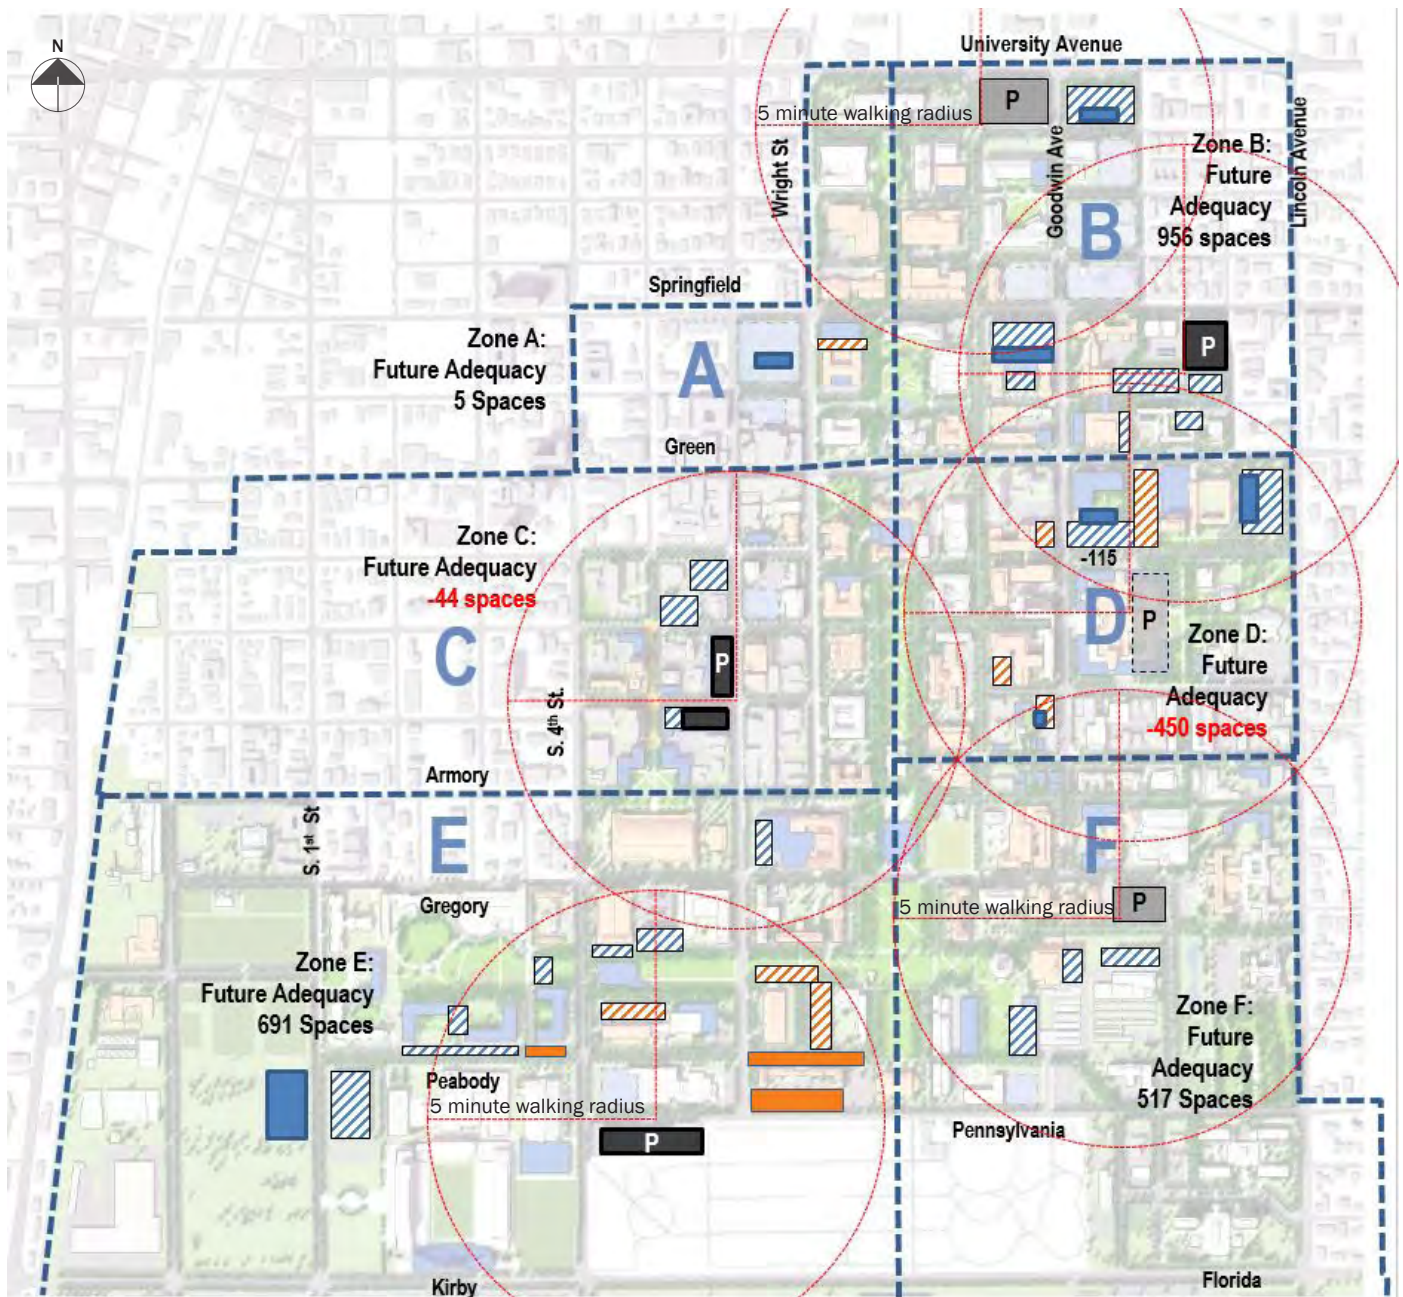 N
University Avenue
P
5 minute walking radius
Wright St
Goodwin Ave
Lincoln Avenue
Zone B:
Future
Adequacy
956 spaces
B
Springfield
Zone A:
Future Adequacy
5 Spaces
A
P
Green
Zone C:
Future Adequacy
-44 spaces
C
P
S. 4th St.
-115
D
P
Zone D:
Future
Adequacy
-450 spaces
Armory
S. 1st St
E
F
Gregory
5 minute walking radius
P
Zone E:
Future Adequacy
691 Spaces
Zone F:
Future
Adequacy
517 Spaces
Peabody
5 minute walking radius
P
Pennsylvania
Kirby
Florida